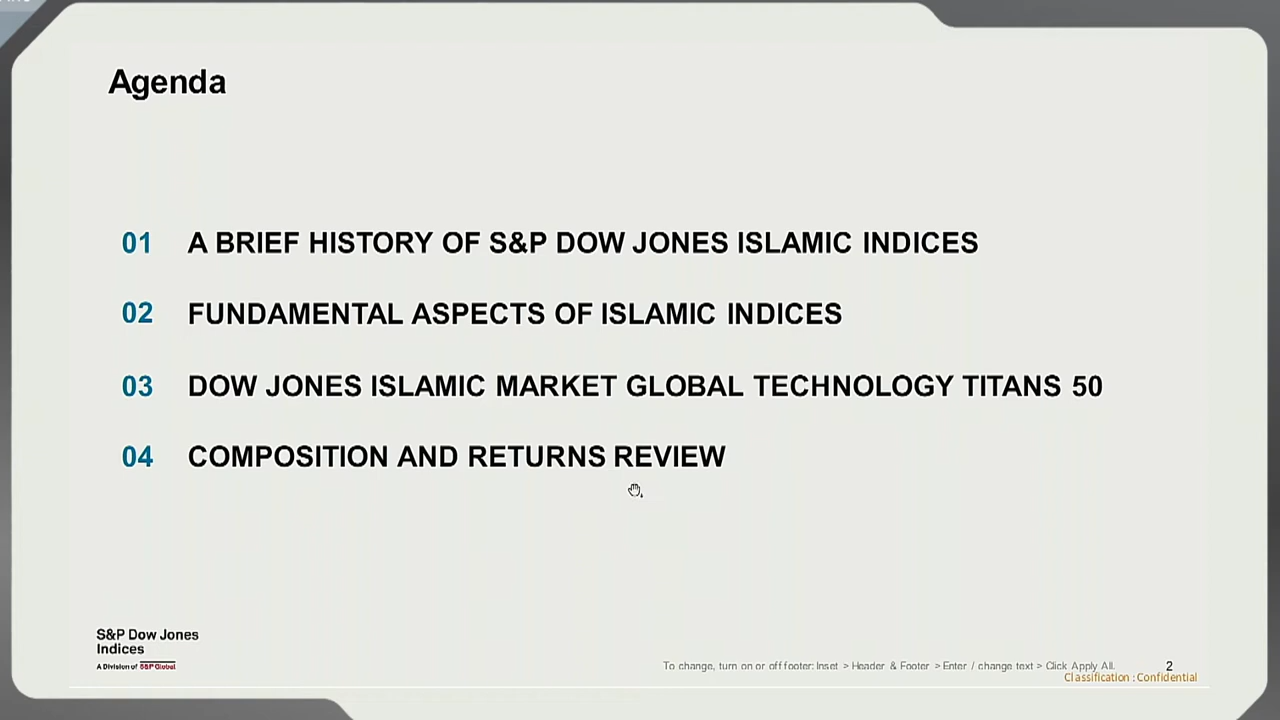 Agenda
01 A BRIEF HISTORY OF S&P DOW JONES ISLAMIC INDICES
02 FUNDAMENTAL ASPECTS OF ISLAMIC INDICES
03 DOW JONES ISLAMIC MARKET GLOBAL TECHNOLOGY TITANS 50
04 COMPOSITION AND RETURNS REVIEW
S&P Dow Jones
Indices
A Division of S&P Global
To change, turn on or off footer: Inset > Header & Footer > Enter / change text > Click Apply All. 2
Classification : Confidential